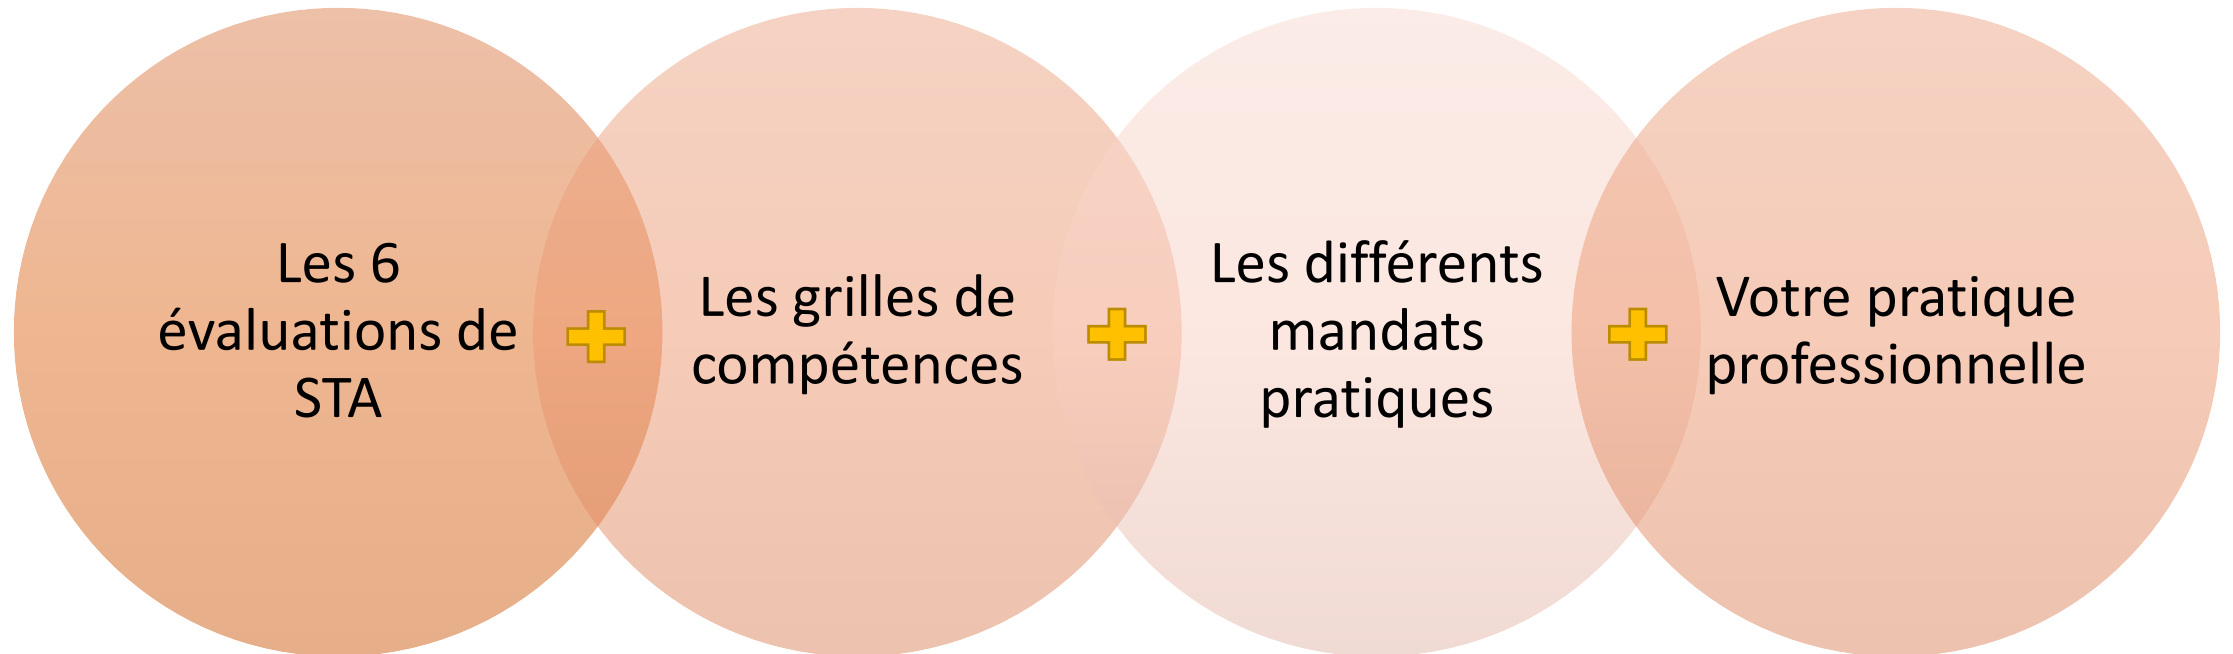 Les 6
évaluations de
STA
Les grilles de
compétences
Les différents
mandats
pratiques
Votre pratique
professionnelle